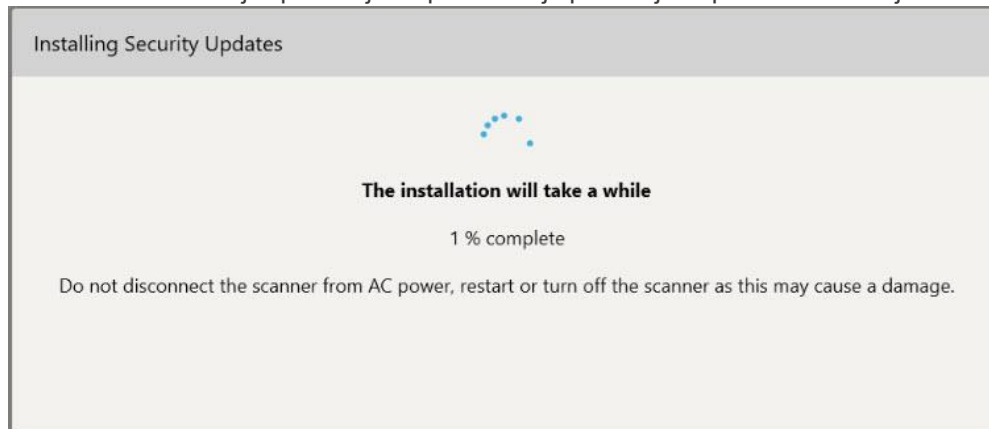 Installing Security Updates
The installation will take a while
1 % complete
Do not disconnect the scanner from AC power, restart or turn off the scanner as this may cause a damage.